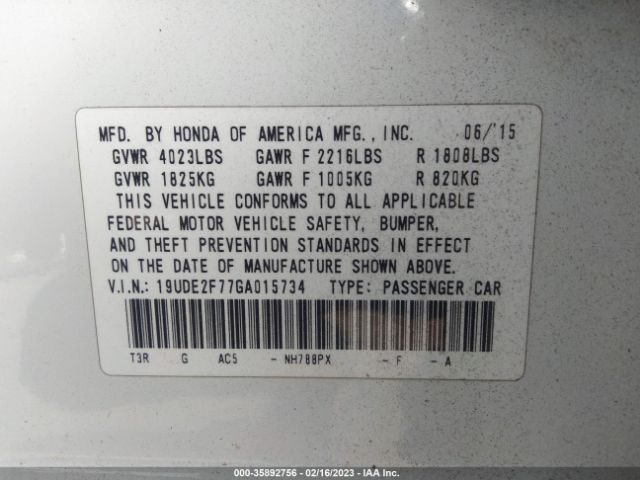 MFD. BY HONDA OF AMERICA MFG., INC. 06/'15
GVWR 4023LBS GAWR F 2216LBS R 1808LBS
GVWR 1825KG GAWR F 1005KG R 820KG
THIS VEHICLE CONFORMS TO ALL APPLICABLE
FEDERAL MOTOR VEHICLE SAFETY, BUMPER,
AND THEFT PREVENTION STANDARDS IN EFFECT
ON THE DATE OF MANUFACTURE SHOWN ABOVE.
V.I.N.: 19UDE2F77GA015734 TYPE: PASSENGER CAR
T3R G AC5 - NH788PX - F - A
000-35892756 - 02/16/2023 - IAA Inc.